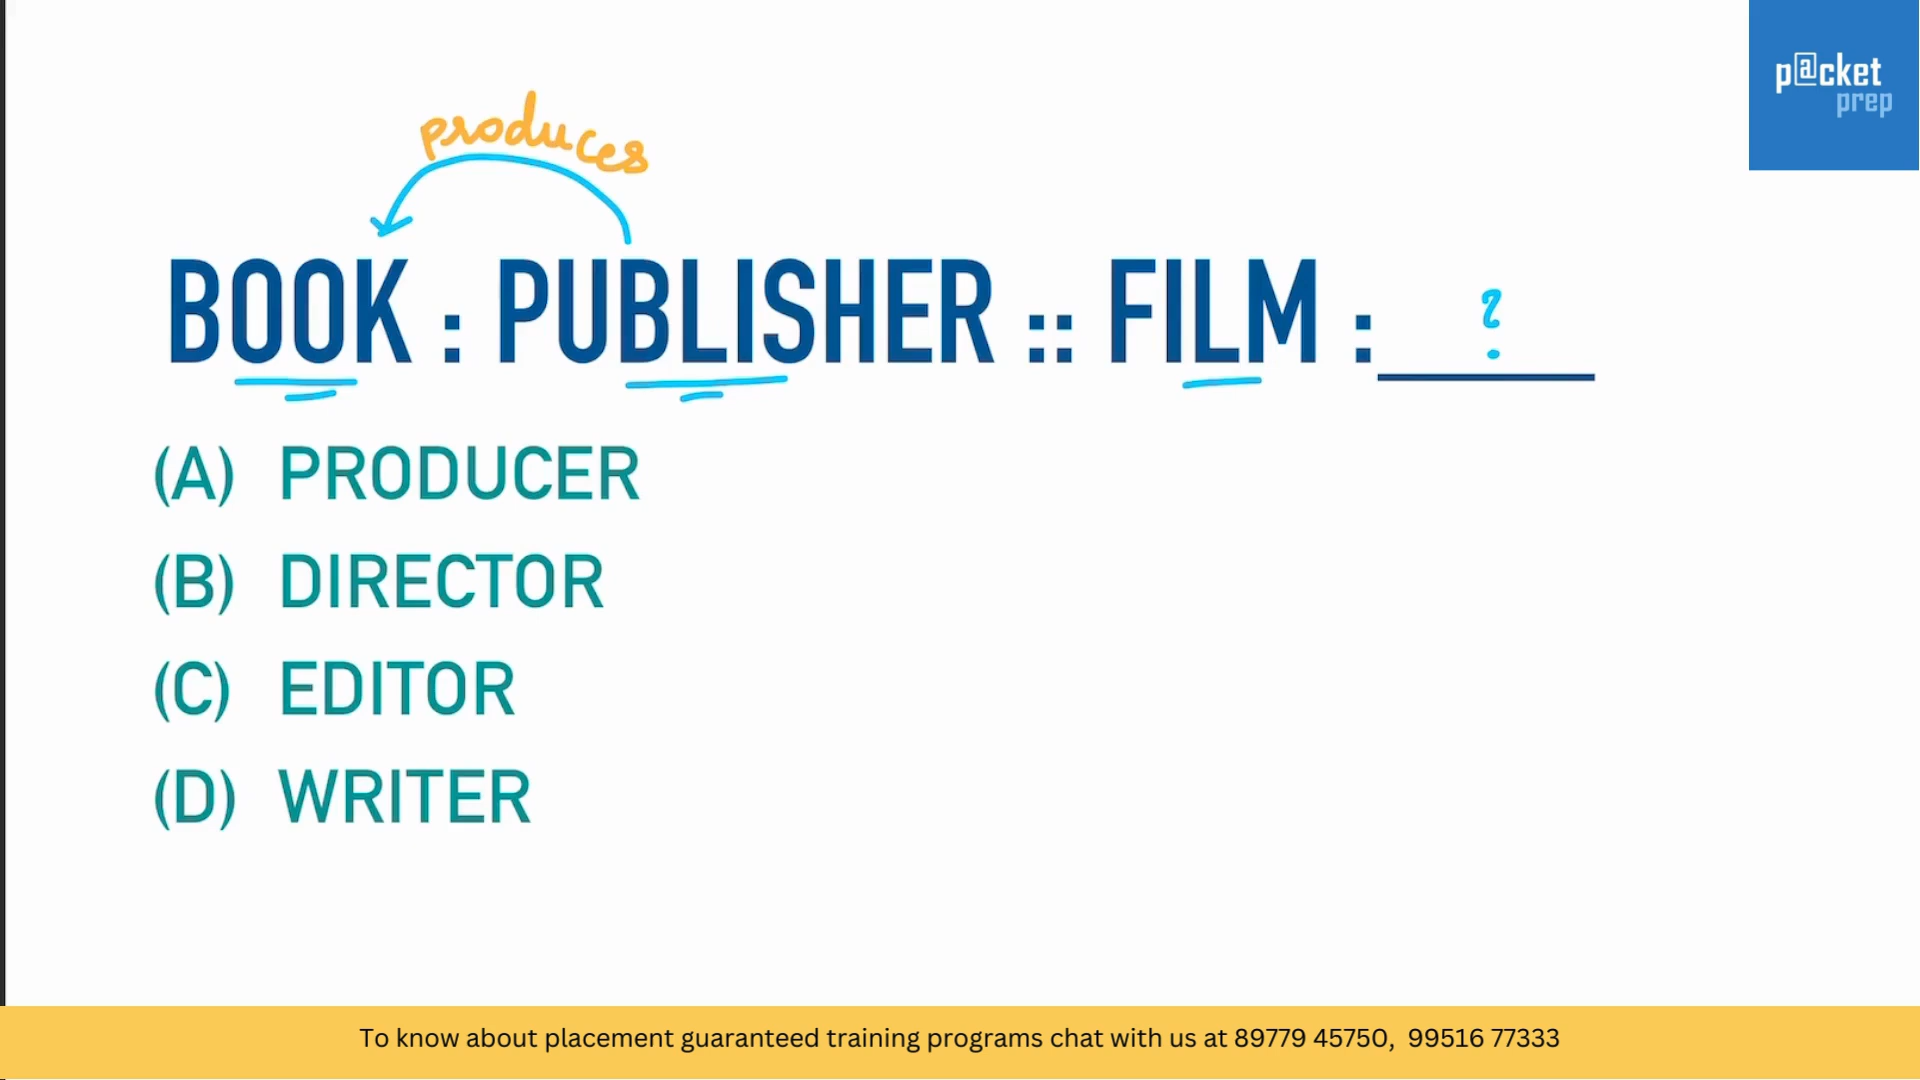 p@cket
prep
produces
BOOK : PUBLISHER :: FILM : ?
(A) PRODUCER
(B) DIRECTOR
(C) EDITOR
(D) WRITER
To know about placement guaranteed training programs chat with us at 89779 45750, 99516 77333